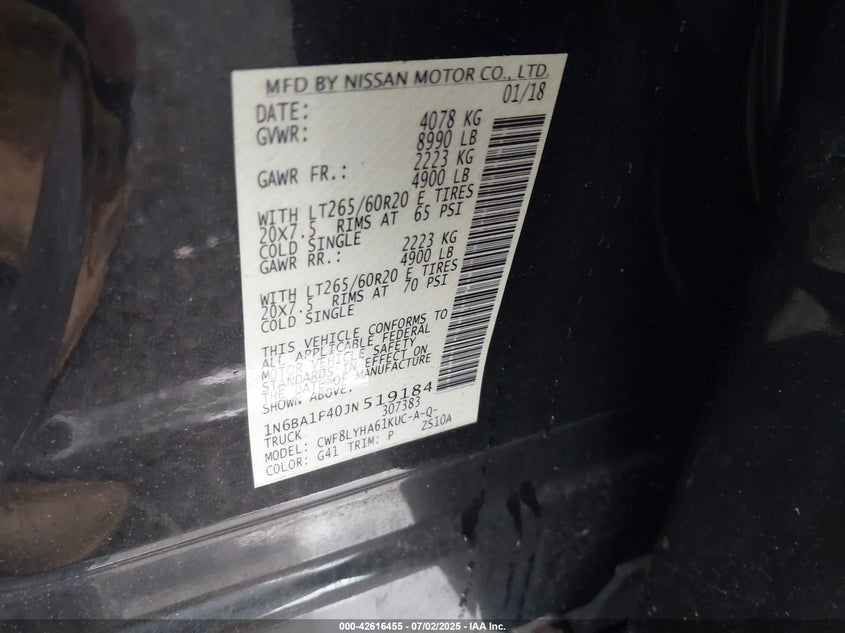 MFD BY NISSAN MOTOR CO., LTD.
DATE: 01/18
GVWR: 4078 KG
8990 LB
GAWR FR.: 2223 KG
4900 LB
WITH LT265/60R20 E TIRES
20X7.5 RIMS AT 65 PSI
COLD SINGLE
GAWR RR.: 2223 KG
4900 LB
WITH LT265/60R20 E TIRES
20X7.5 RIMS AT 70 PSI
COLD SINGLE
THIS VEHICLE CONFORMS TO
ALL APPLICABLE FEDERAL
MOTOR VEHICLE SAFETY
STANDARDS IN EFFECT ON
THE DATE OF MANUFACTURE
SHOWN ABOVE.
1N6BA1F40JN519184
TRUCK 307383
MODEL: CWF8LYHA61KUC-A-Q-
COLOR: G41 TRIM: P ZS10A
000-42616455 - 07/02/2025 - IAA Inc.